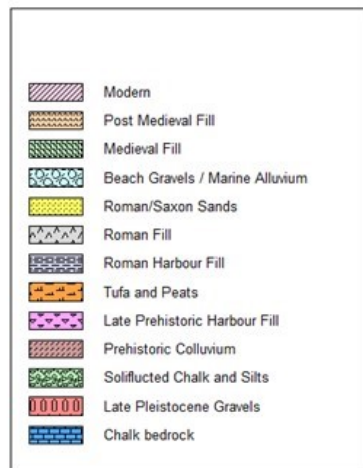 Modern
Post Medieval Fill
Medieval Fill
Beach Gravels / Marine Alluvium
Roman/Saxon Sands
Roman Fill
Roman Harbour Fill
Tufa and Peats
Late Prehistoric Harbour Fill
Prehistoric Colluvium
Soliflucted Chalk and Silts
Late Pleistocene Gravels
Chalk bedrock